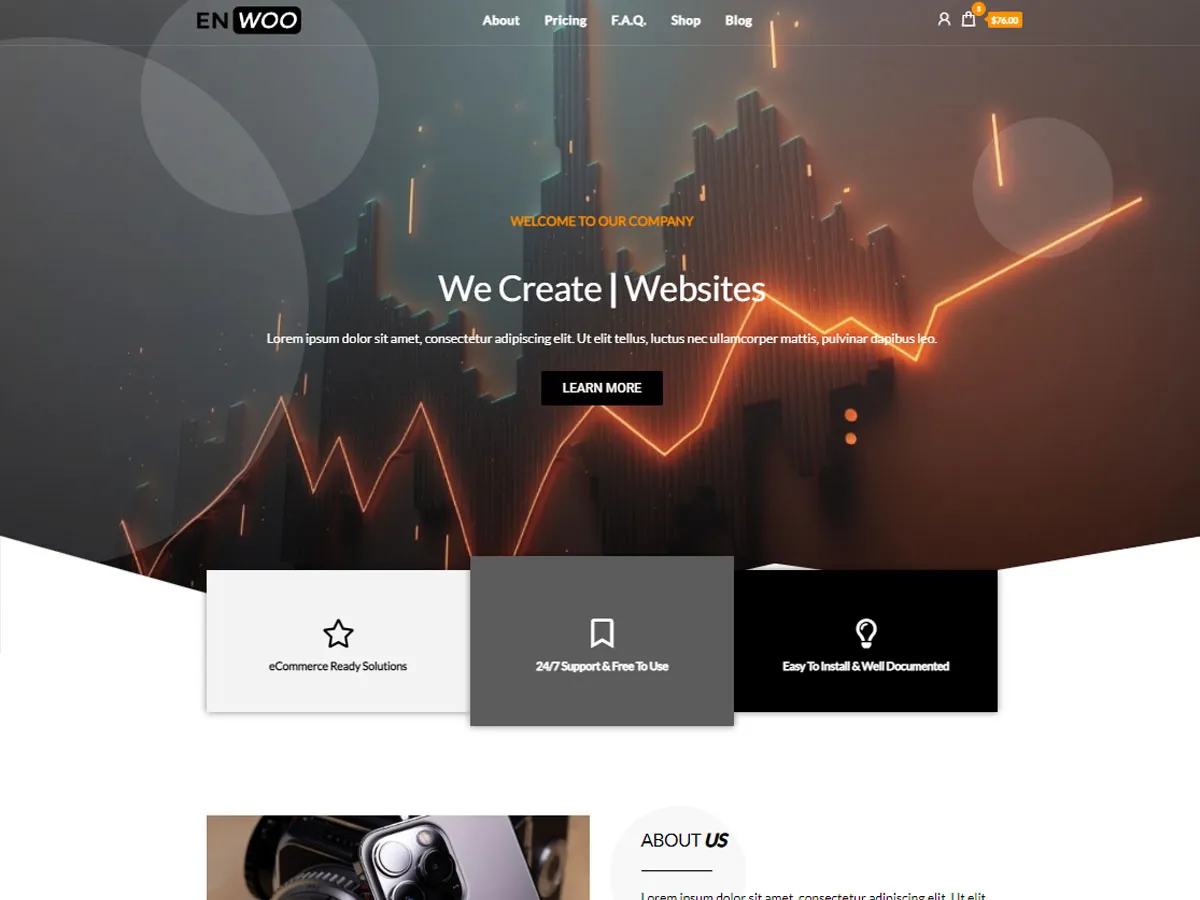 EN WOO
About Pricing F.A.Q. Shop Blog
$76.00
WELCOME TO OUR COMPANY
We Create | Websites
Lorem ipsum dolor sit amet, consectetur adipiscing elit. Ut elit tellus, luctus nec ullamcorper mattis, pulvinar dapibus leo.
LEARN MORE
eCommerce Ready Solutions
24/7 Support & Free To Use
Easy To Install & Well Documented
ABOUT US
Lorem ipsum dolor sit amet, consectetur adipiscing elit. Ut elit